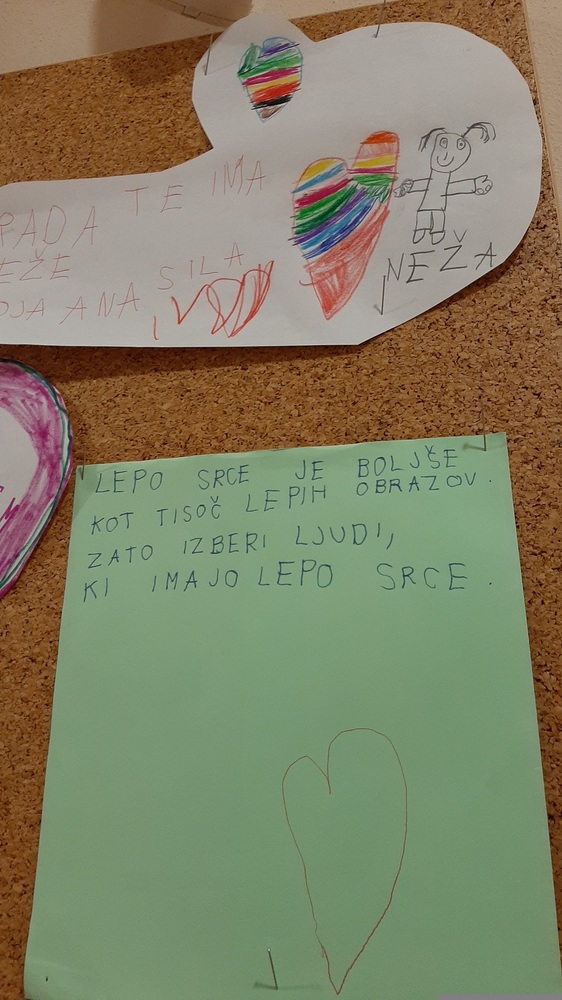 RADA TE IMA
EŽE SILA
OJA ANA
NEŽA
LEPO SRCE JE BOLJŠE
KOT TISOČ LEPIH OBRAZOV.
ZATO IZBERI LJUDI,
KI IMAJO LEPO SRCE.